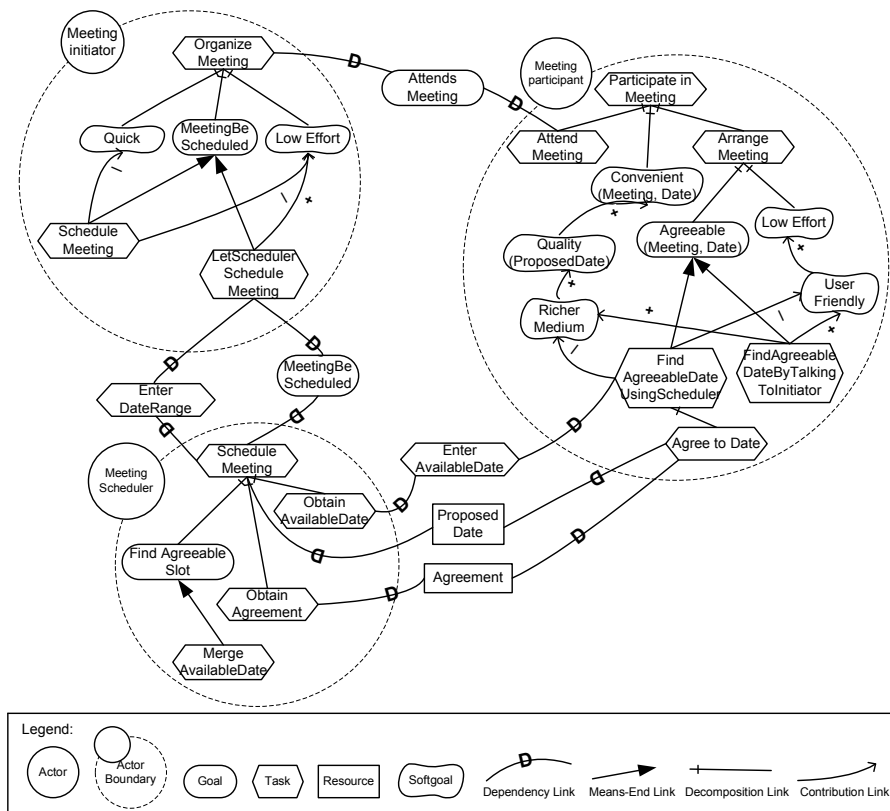 Meeting
initiator
Organize
Meeting
D
Attends
Meeting
D
Meeting
participant
Participate in
Meeting
Quick
MeetingBe
Scheduled
Low Effort
Attend
Meeting
Arrange
Meeting
Convenient
(Meeting, Date)
Schedule
Meeting
LetScheduler
Schedule
Meeting
Quality
(ProposedDate)
Agreeable
(Meeting, Date)
Low Effort
Richer
Medium
User
Friendly
Find
AgreeableDate
UsingScheduler
FindAgreeable
DateByTalking
ToInitiator
– – + + + + + + – –
D
D
MeetingBe
Scheduled
Enter
DateRange
D
D
D
Meeting
Scheduler
Schedule
Meeting
Enter
AvailableDate
Agree to Date
Obtain
AvailableDate
D
D
Proposed
Date
D
D
Find Agreeable
Slot
Agreement
Obtain
Agreement
D
Merge
AvailableDate
Legend:
Actor
Actor
Boundary
Goal
Task
Resource
Softgoal
D
Dependency Link
Means-End Link
Decomposition Link
Contribution Link